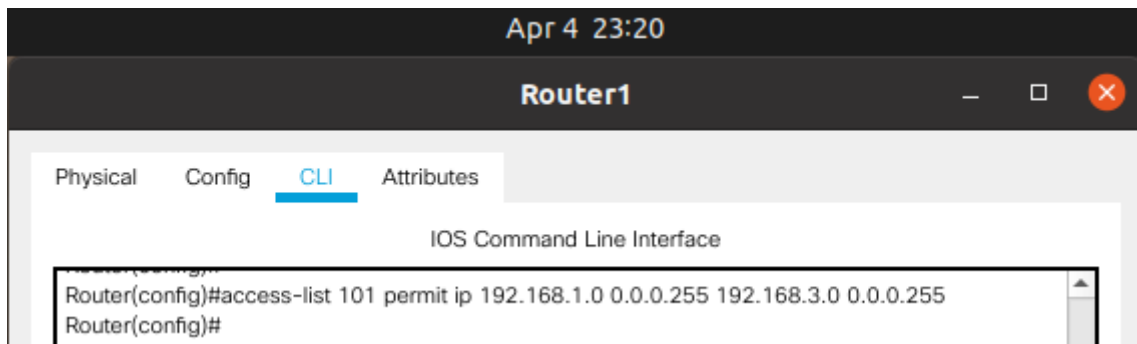 Apr 4 23:20
Router1
Physical Config CLI Attributes
IOS Command Line Interface
Router(config)#
Router(config)#access-list 101 permit ip 192.168.1.0 0.0.0.255 192.168.3.0 0.0.0.255
Router(config)#